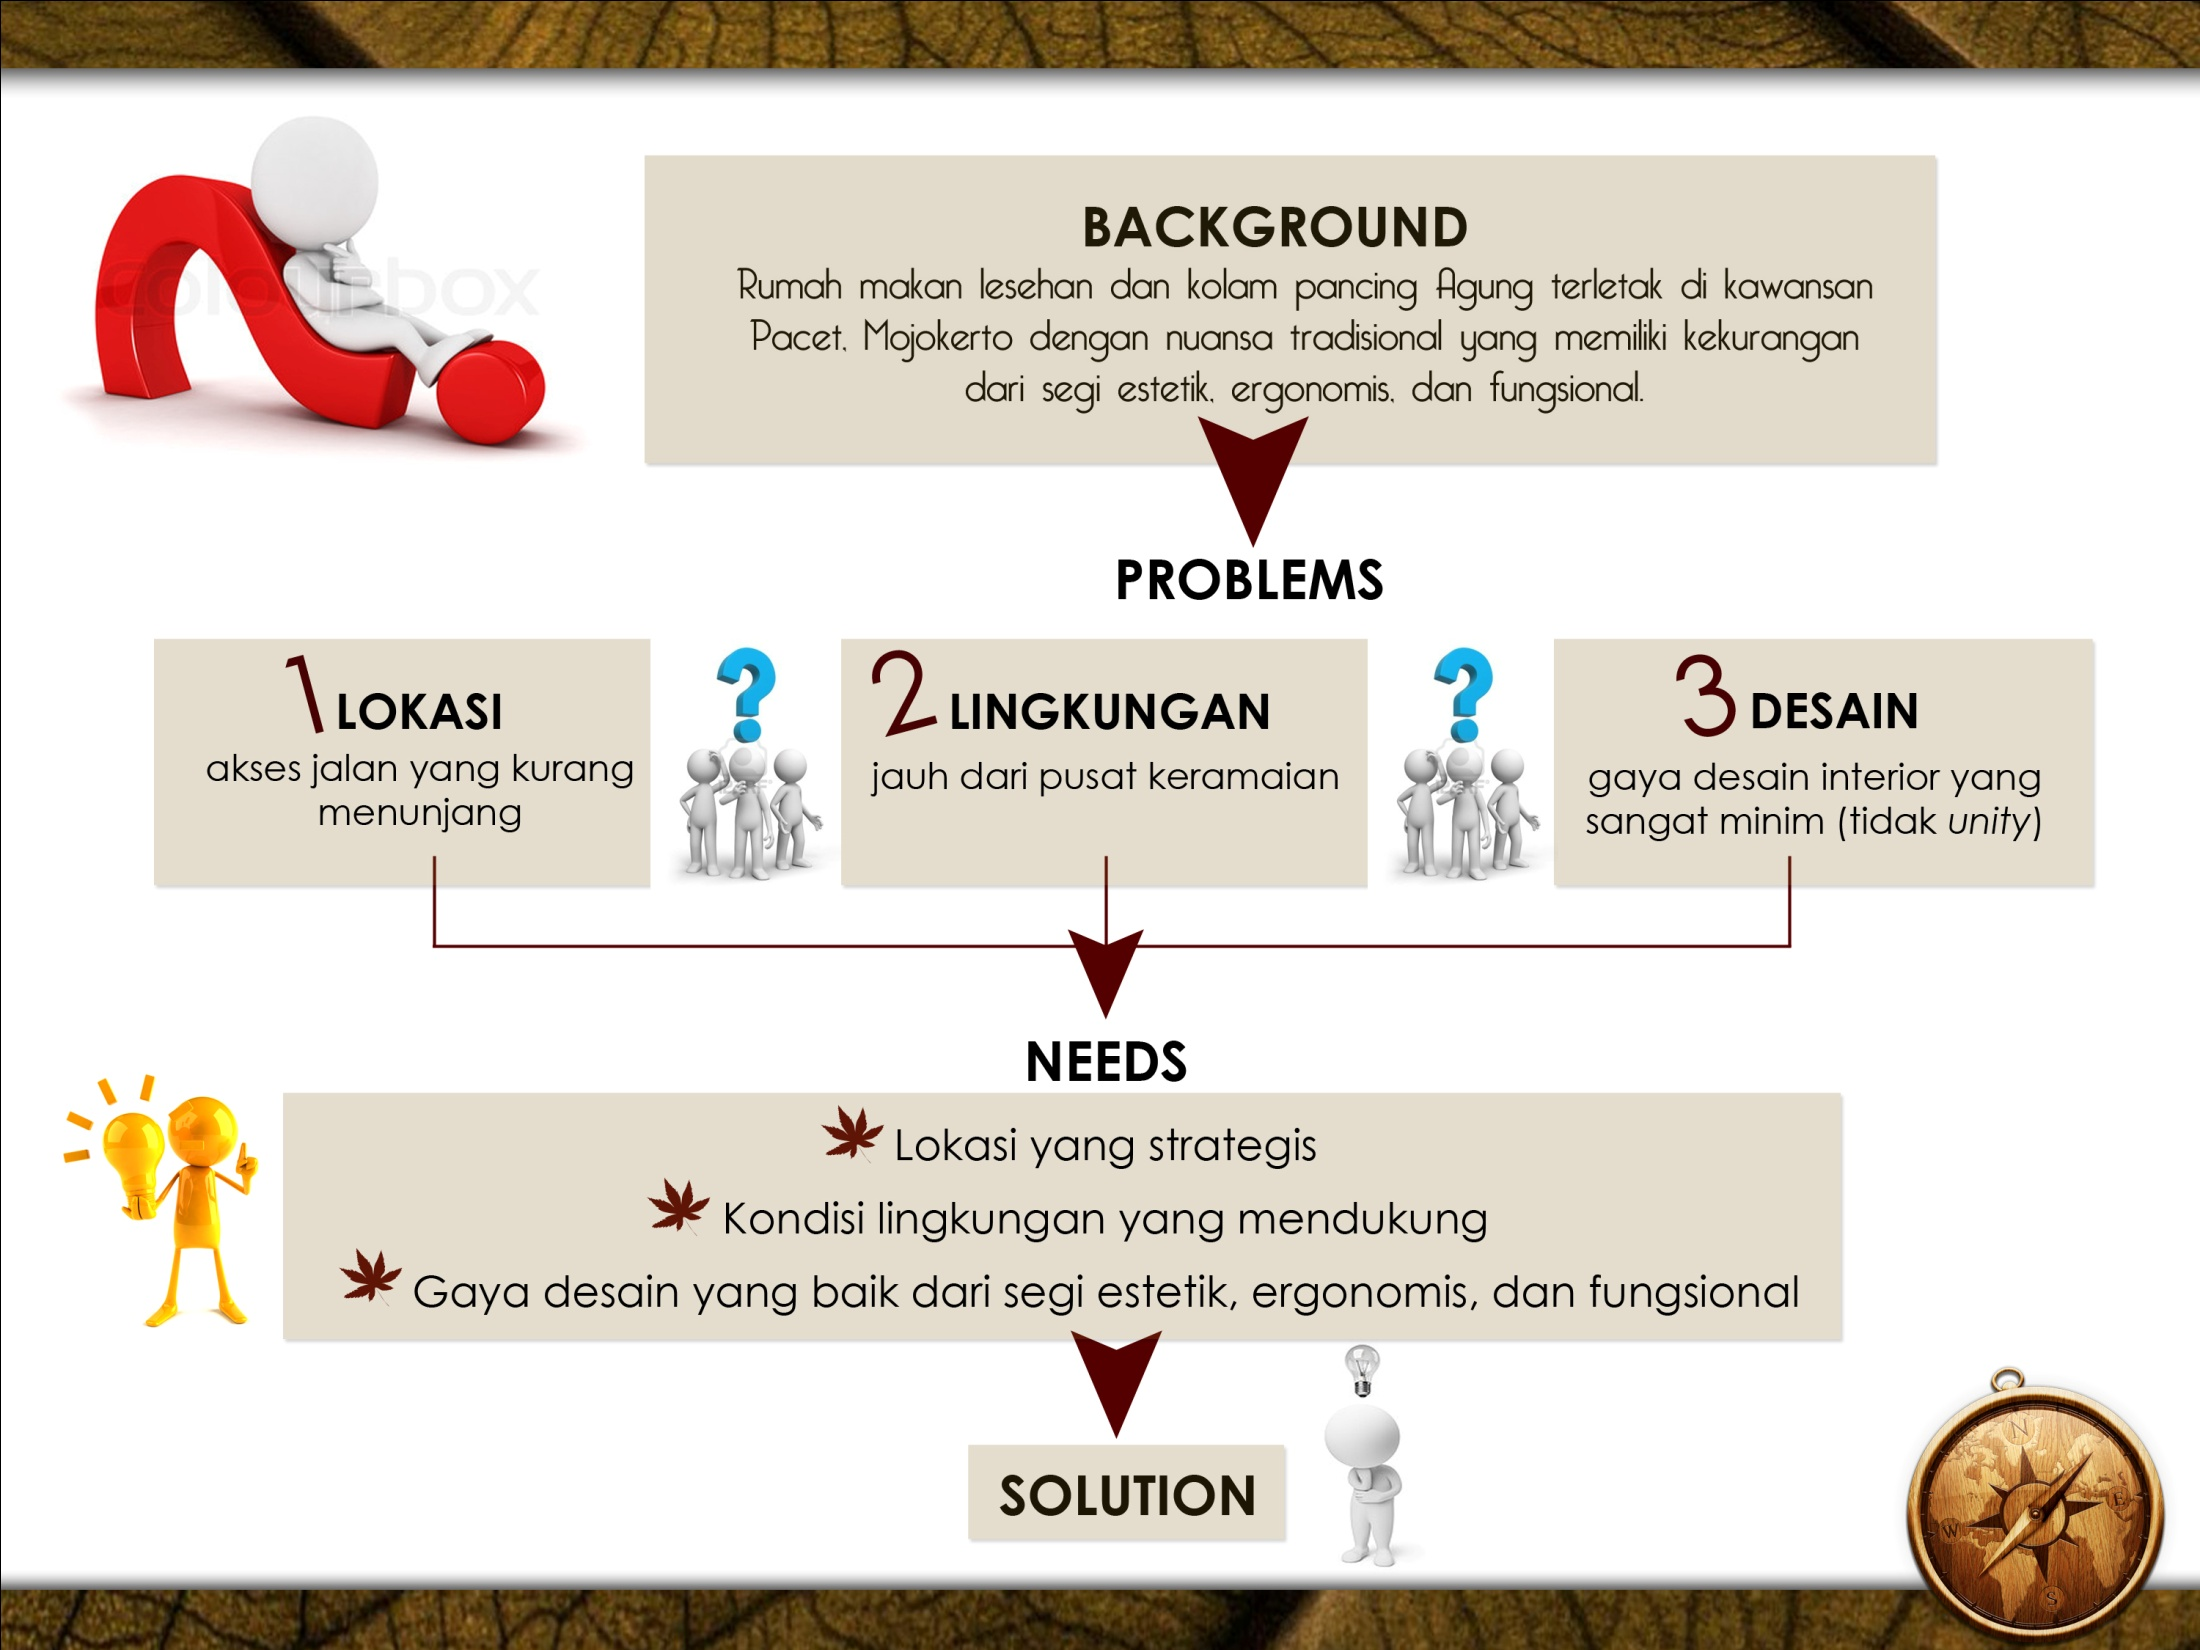 BACKGROUND
Rumah makan lesehan dan kolam pancing Agung terletak di kawansan
Pacet, Mojokerto dengan nuansa tradisional yang memiliki kekurangan
dari segi estetik, ergonomis, dan fungsional.
colourbox
PROBLEMS
1 LOKASI
akses jalan yang kurang
menunjang
2 LINGKUNGAN
jauh dari pusat keramaian
3 DESAIN
gaya desain interior yang
sangat minim (tidak unity)
NEEDS
Lokasi yang strategis
Kondisi lingkungan yang mendukung
Gaya desain yang baik dari segi estetik, ergonomis, dan fungsional
SOLUTION
N
E
W
S